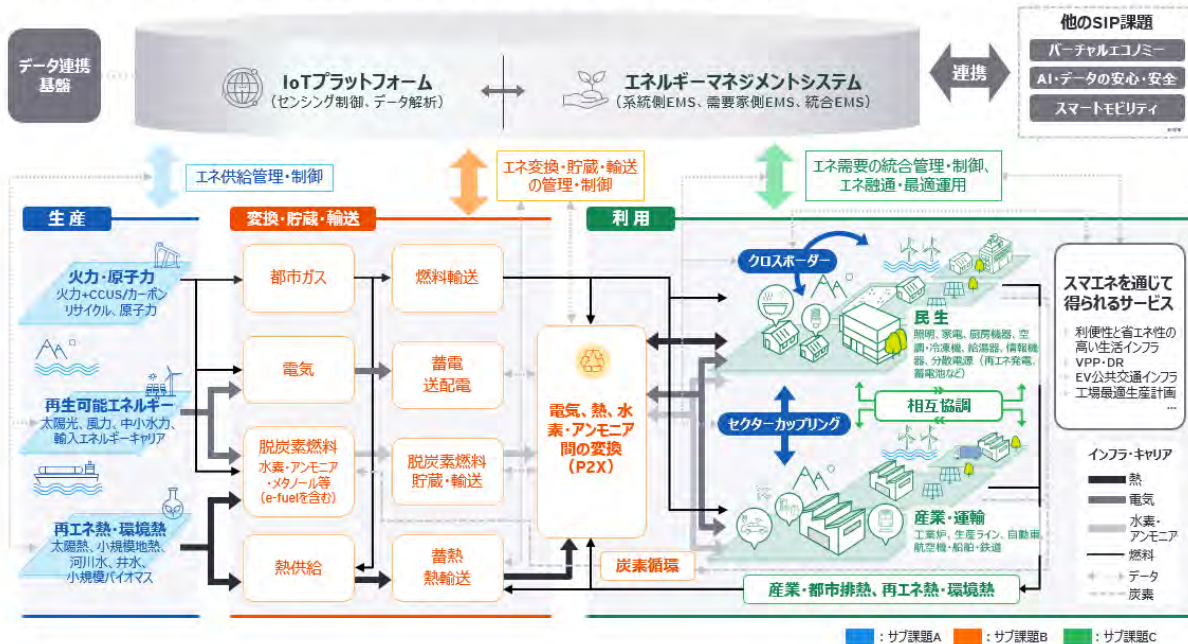 データ連携
基盤
IoTプラットフォーム
(センシング制御、データ解析)
エネルギーマネジメントシステム
(系統側EMS、需要家側EMS、統合EMS)
連携
他のSIP課題
バーチャルエコノミー
AI・データの安心・安全
スマートモビリティ
エネ供給管理・制御
エネ変換・貯蔵・輸送
の管理・制御
エネ需要の統合管理・制御、
エネ融通・最適運用
生産
変換・貯蔵・輸送
利用
火力・原子力
火力+CCUS/カーボン
リサイクル、原子力
再生可能エネルギー
太陽光、風力、中小水力、
輸入エネルギーキャリア
再エネ熱・環境熱
太陽熱、小規模地熱、
河川水、井水、
小規模バイオマス
都市ガス
燃料輸送
電気
蓄電
送配電
脱炭素燃料
水素・アンモニア
・メタノール等
(e-fuelを含む)
脱炭素燃料
貯蔵・輸送
熱供給
蓄熱
熱輸送
電気、熱、水
素・アンモニア
間の変換
(P2X)
クロスボーダー
民生
照明、家電、厨房機器、空
調・冷凍機、給湯器、情報機
器、分散電源(再エネ発電、
蓄電池など)
相互協調
セクターカップリング
産業・運輸
工業炉、生産ライン、自動車
航空機・船舶・鉄道
炭素循環
産業・都市排熱、再エネ熱・環境熱
スマエネを通じて
得られるサービス
利便性と省エネ性の
高い生活インフラ
VPP・DR
EV公共交通インフラ
工場最適生産計画
...
インフラ・キャリア
熱
電気
水素・
アンモニア
燃料
データ
炭素
:サブ課題A
:サブ課題B
:サブ課題C